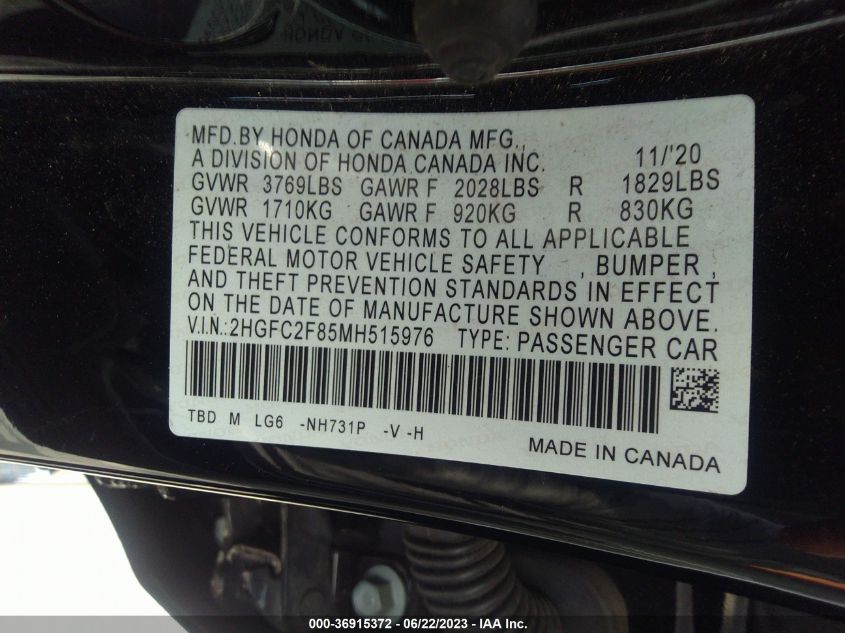 MFD.BY HONDA OF CANADA MFG.,
A DIVISION OF HONDA CANADA INC. 11/'20
GVWR 3769LBS GAWR F 2028LBS R 1829LBS
GVWR 1710KG GAWR F 920KG R 830KG
THIS VEHICLE CONFORMS TO ALL APPLICABLE
FEDERAL MOTOR VEHICLE SAFETY , BUMPER ,
AND THEFT PREVENTION STANDARDS IN EFFECT
ON THE DATE OF MANUFACTURE SHOWN ABOVE.
V.I.N.:2HGFC2F85MH515976 TYPE: PASSENGER CAR
TBD M LG6 -NH731P -V -H
MADE IN CANADA
000-36915372 - 06/22/2023 - IAA Inc.